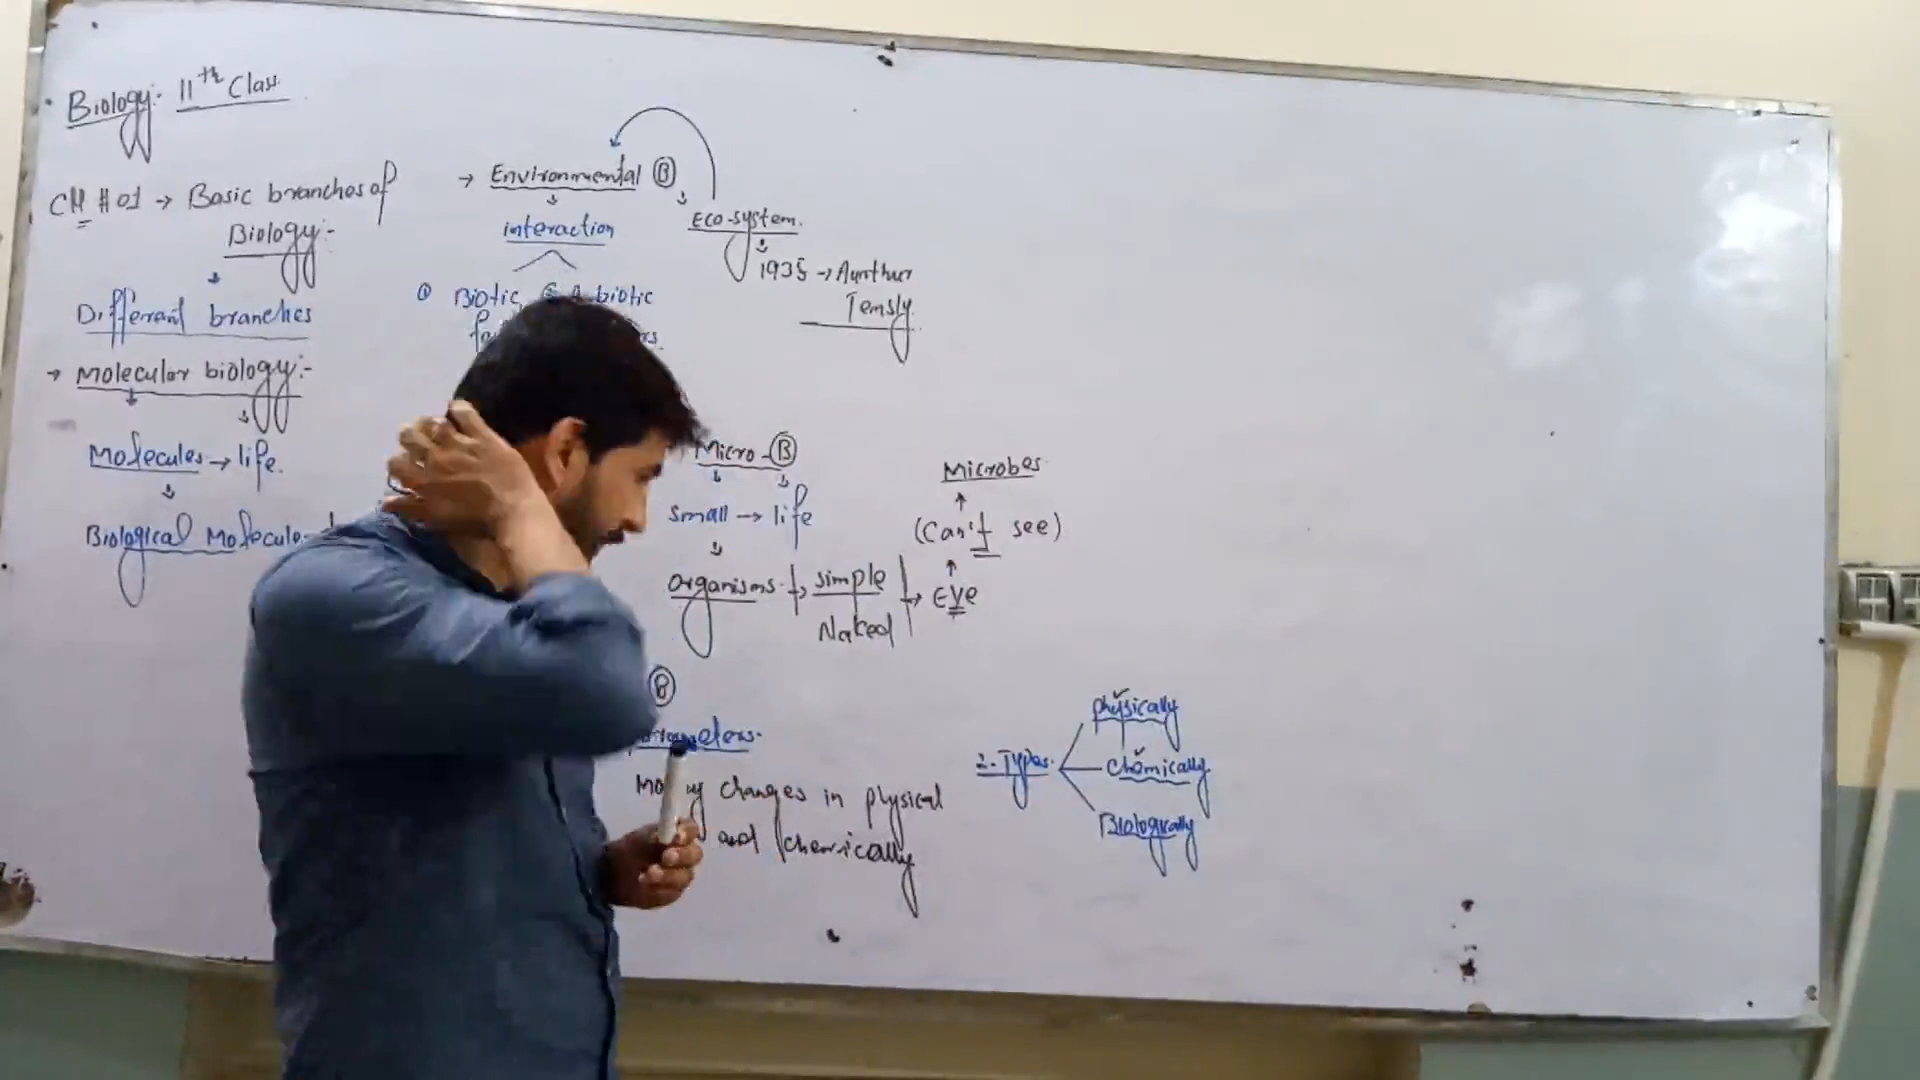 Biology:- 11th Class.
CH # 01 → Basic branches of
Biology:-
Differant branches
→ Molecular biology:-
Molecules → life.
Biological Molecule
→ Environmental Ⓑ
interaction
① Biotic biotic
Eco-system.
1935 → Aurthur
Tensly
Micro-Ⓑ
Small → life
organisms simple
Naked
Eye
(Can't see)
Microbes
Ⓑ
changes in physical
and chemically
2. Types.
physically
chemically
Biologically